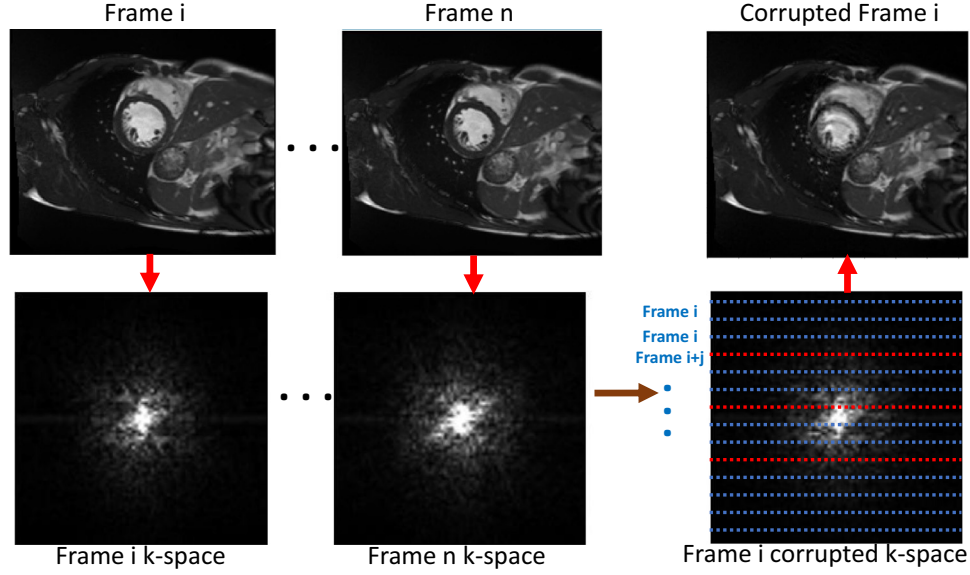 Frame i
Frame n
Corrupted Frame i
Frame i
Frame i
Frame i+j
Frame i k-space
Frame n k-space
Frame i corrupted k-space